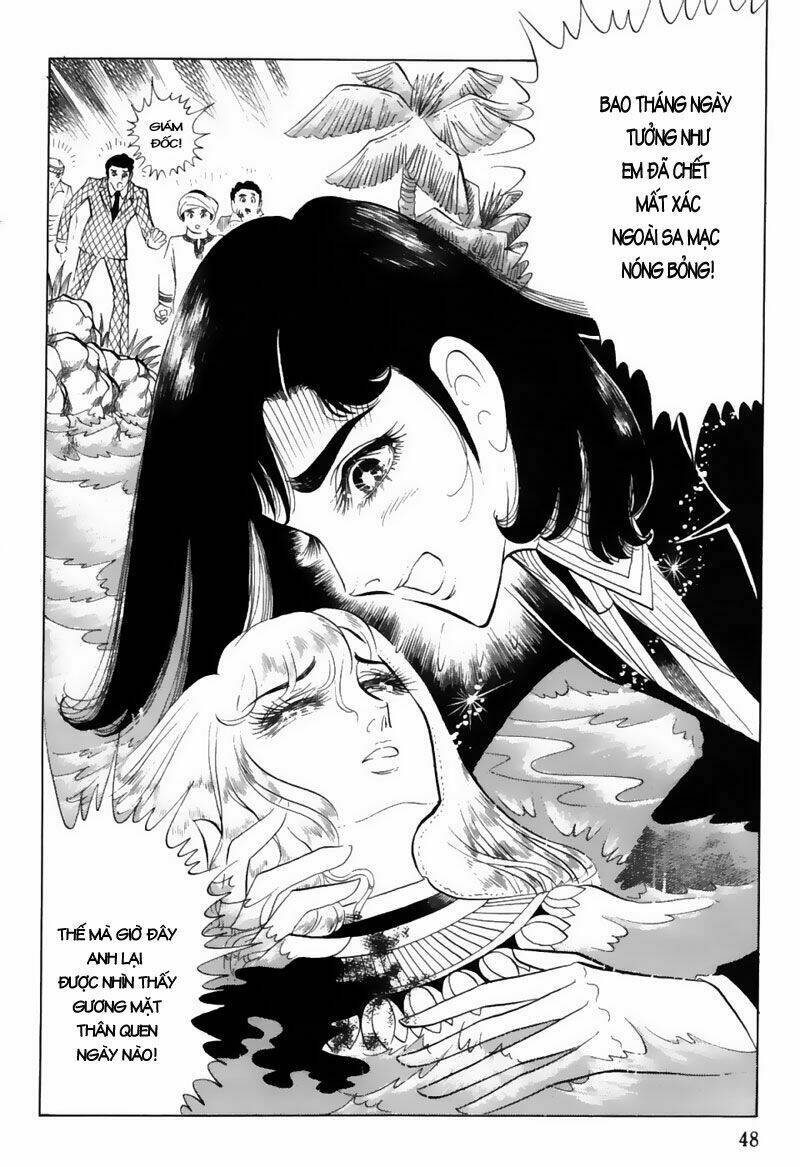 BAO THÁNG NGÀY
TƯỞNG NHƯ
EM ĐÃ CHẾT
MẤT XÁC
NGOÀI SA MẠC
NÓNG BỎNG!
GIÁM
ĐỐC!
THẾ MÀ GIỜ ĐÂY
ANH LẠI
ĐƯỢC NHÌN THẤY
GƯƠNG MẶT
THÂN QUEN
NGÀY NÀO!
48